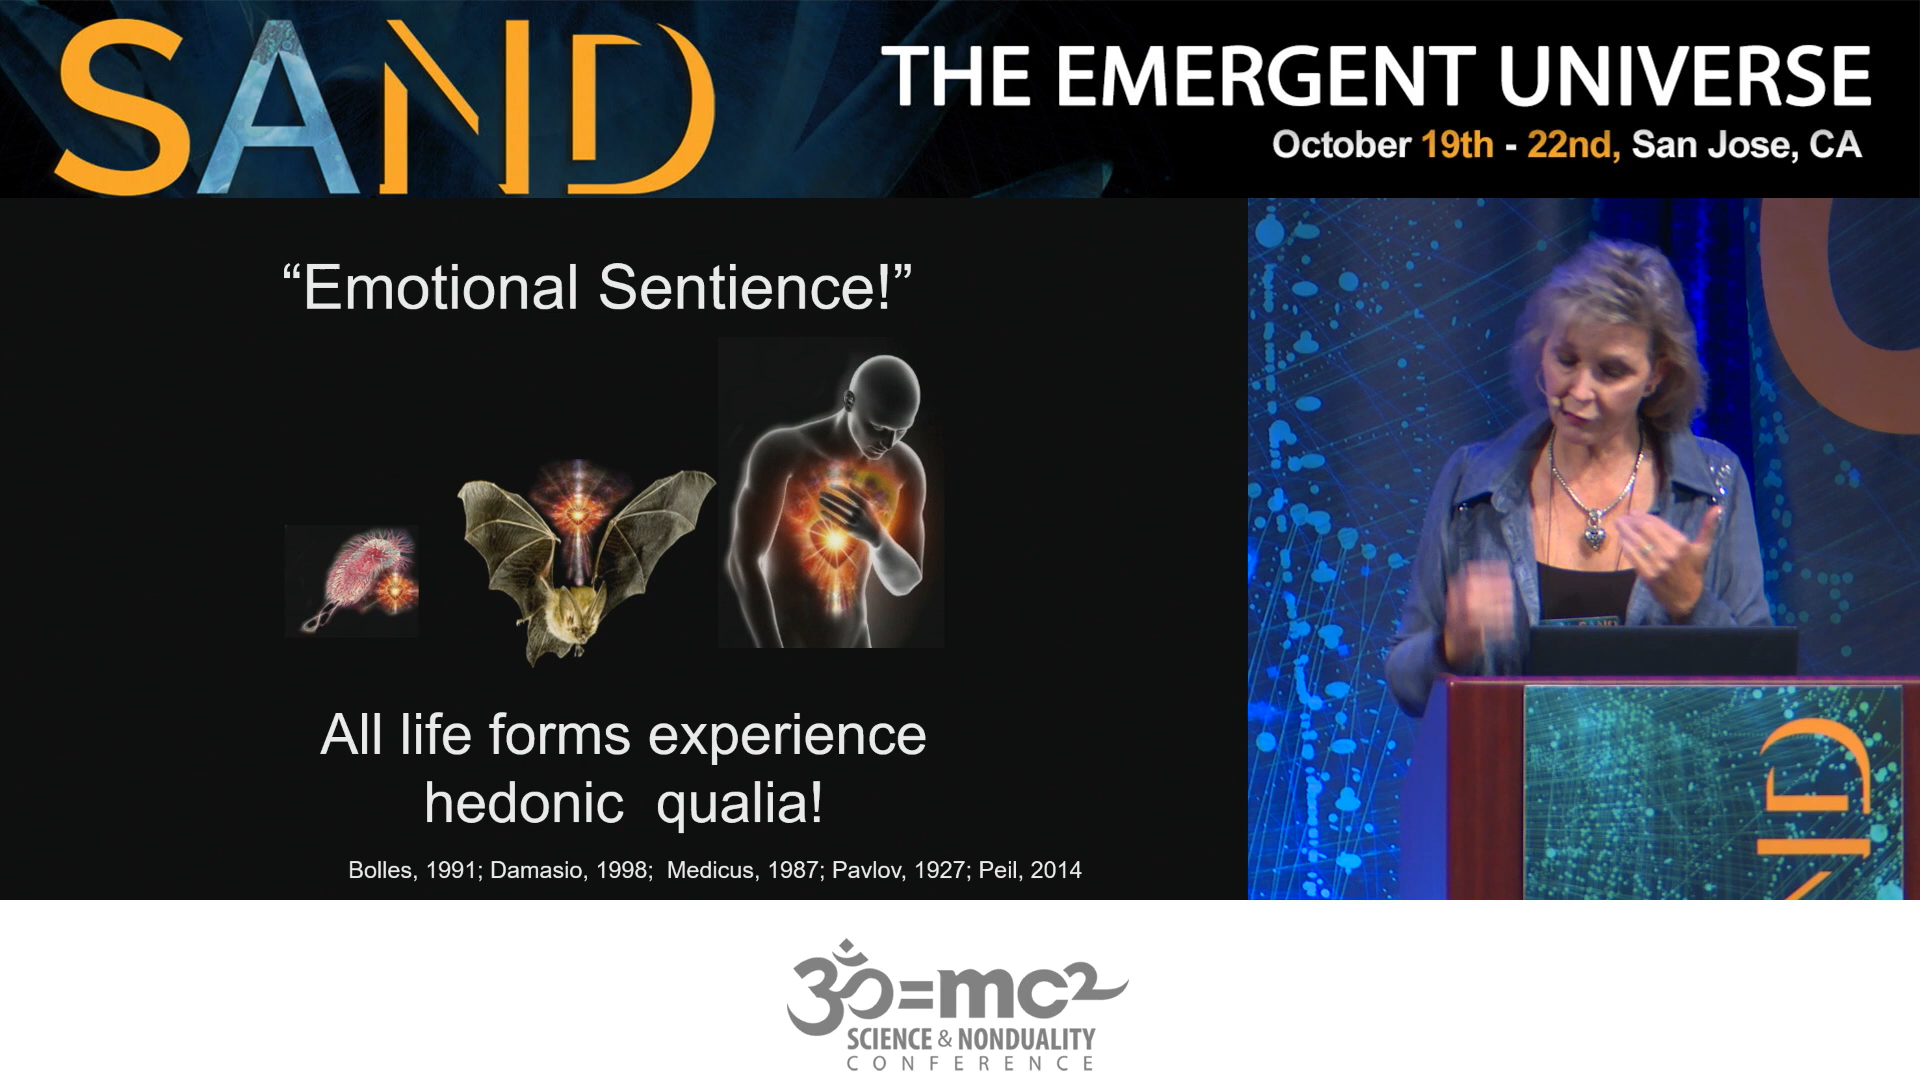 SAND
THE EMERGENT UNIVERSE
October 19th - 22nd, San Jose, CA
“Emotional Sentience!”
All life forms experience
hedonic qualia!
Bolles, 1991; Damasio, 1998; Medicus, 1987; Pavlov, 1927; Peil, 2014
SAND
ॐ=mc2
SCIENCE & NONDUALITY
CONFERENCE